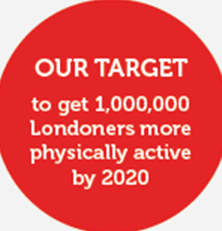 OUR TARGET
to get 1,000,000
Londoners more
physically active
by 2020